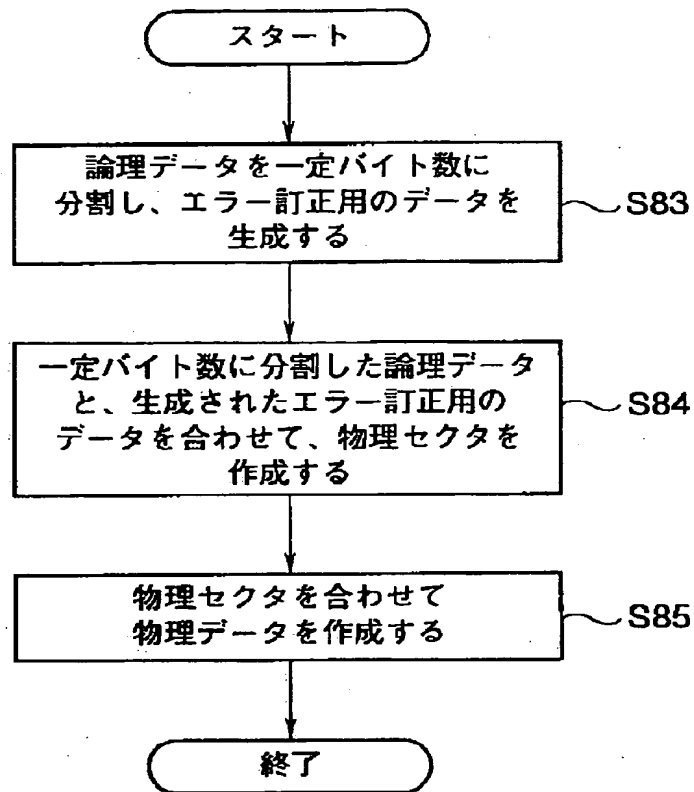 スタート
論理データを一定バイト数に
分割し、エラー訂正用のデータを
生成する
S83
一定バイト数に分割した論理データ
と、生成されたエラー訂正用の
データを合わせて、物理セクタを
作成する
S84
物理セクタを合わせて
物理データを作成する
S85
終了